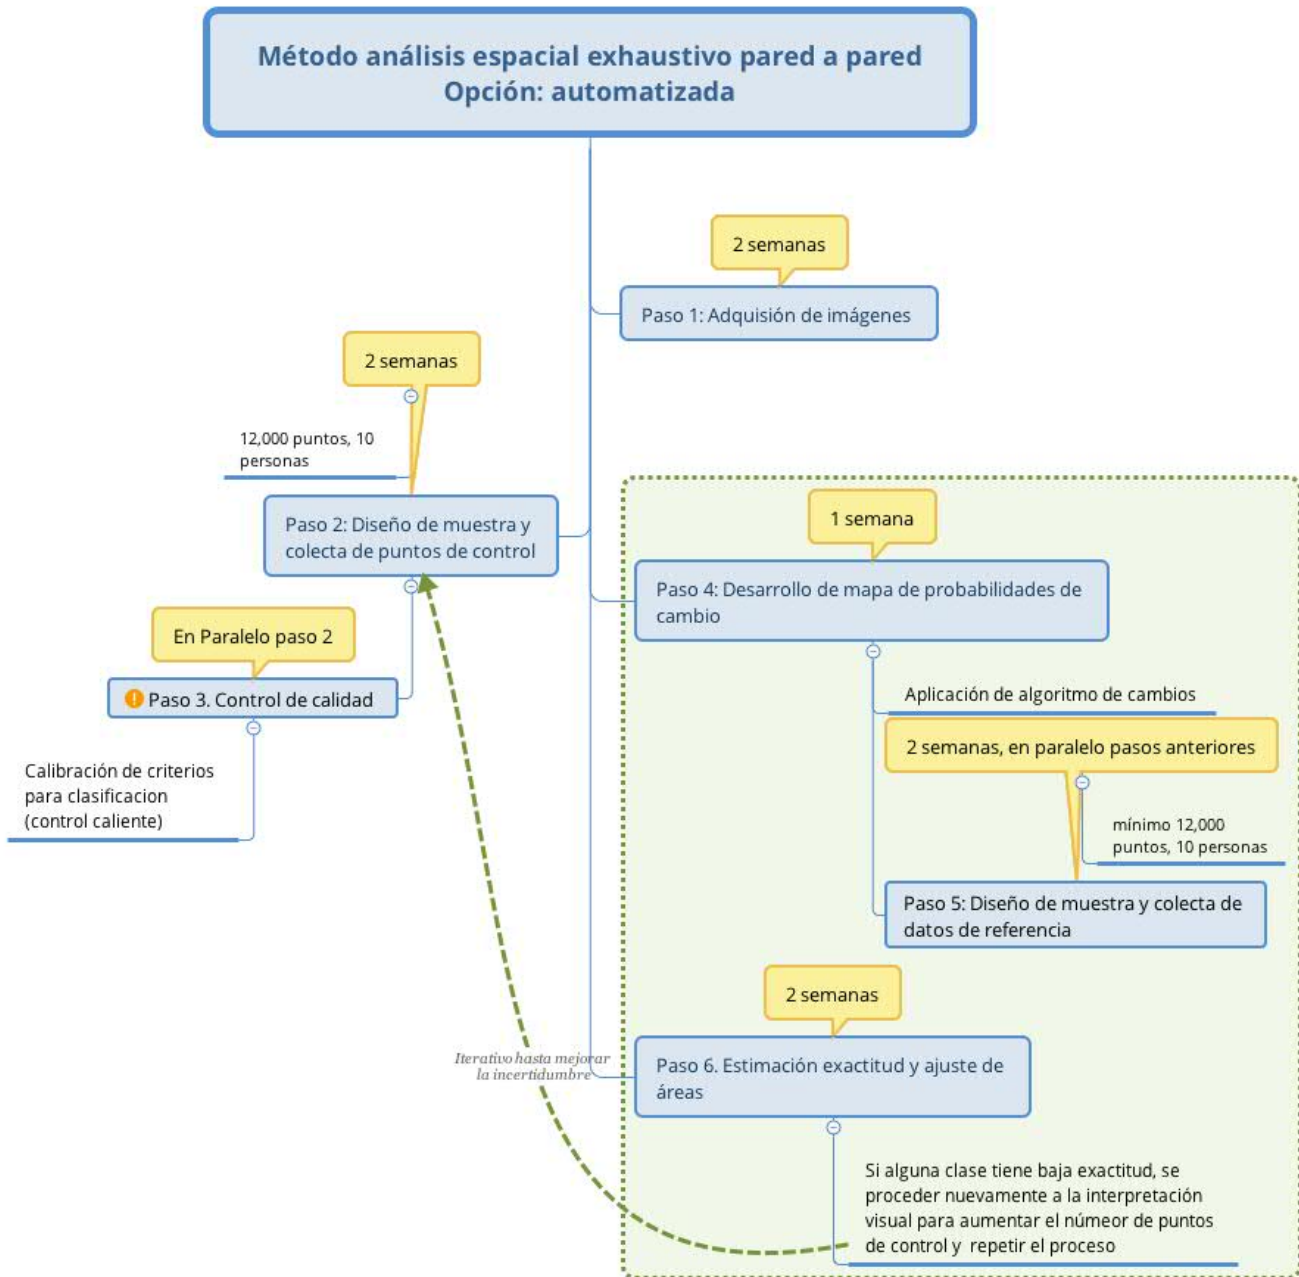 Método análisis espacial exhaustivo pared a pared
Opción: automatizada
2 semanas
Paso 1: Adquisión de imágenes
2 semanas
12,000 puntos, 10
personas
Paso 2: Diseño de muestra y
colecta de puntos de control
En Paralelo paso 2
Paso 3. Control de calidad
Calibración de criterios
para clasificacion
(control caliente)
1 semana
Paso 4: Desarrollo de mapa de probabilidades de
cambio
Aplicación de algoritmo de cambios
2 semanas, en paralelo pasos anteriores
mínimo 12,000
puntos, 10 personas
Paso 5: Diseño de muestra y colecta de
datos de referencia
2 semanas
Iterativo hasta mejorar
la incertidumbre
Paso 6. Estimación exactitud y ajuste de
áreas
Si alguna clase tiene baja exactitud, se
proceder nuevamente a la interpretación
visual para aumentar el númeor de puntos
de control y  repetir el proceso